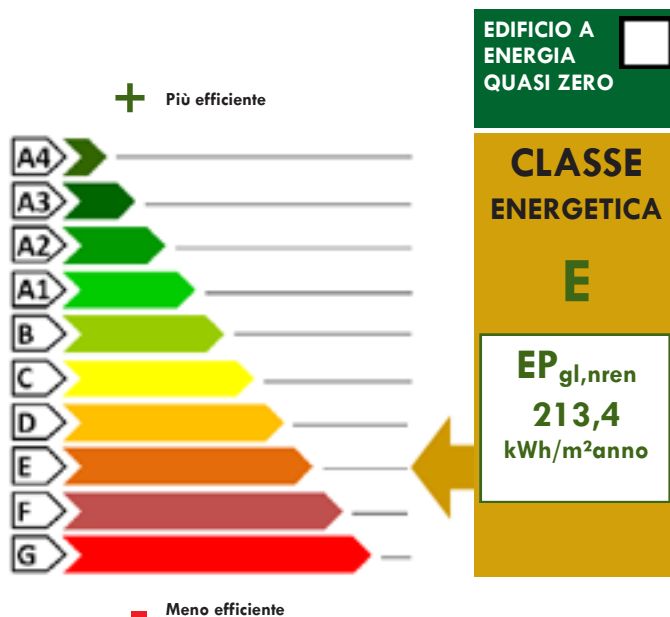 EDIFICIO A
ENERGIA
QUASI ZERO
+ Più efficiente
A4
A3
A2
A1
B
C
D
E
F
G
- Meno efficiente
CLASSE
ENERGETICA
E
EPgl,nren
213,4
kWh/m²anno